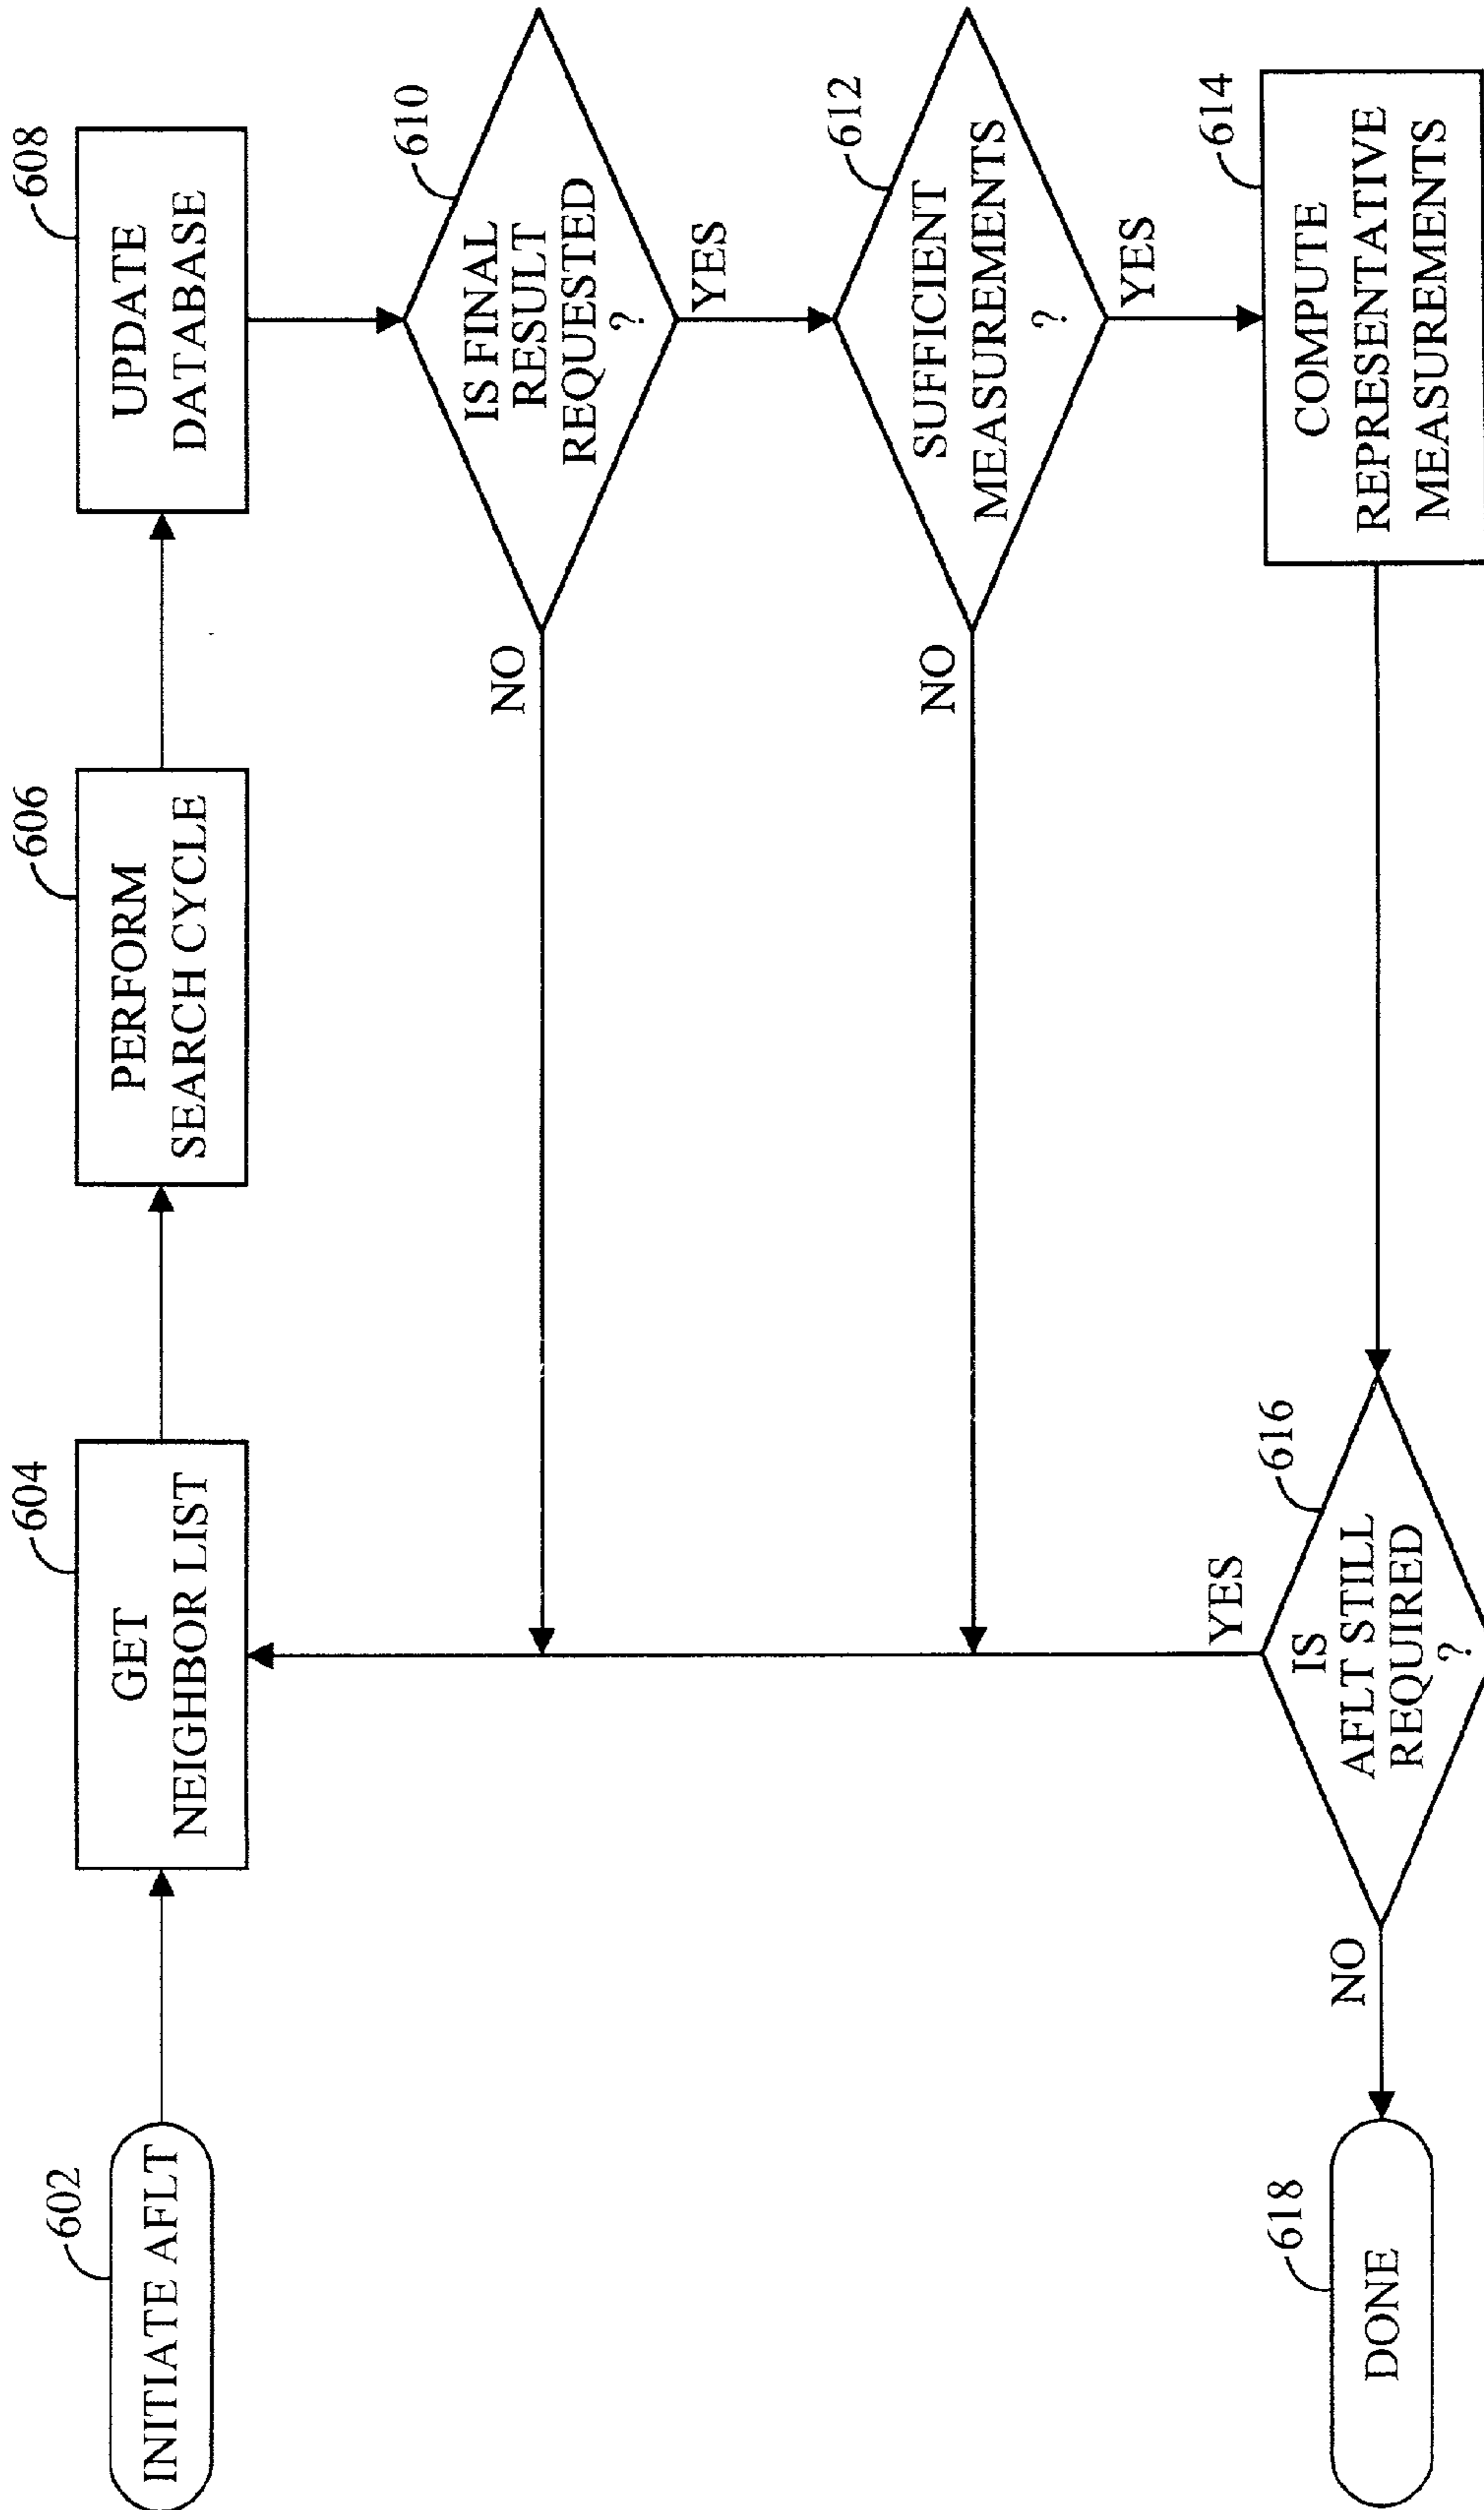 602
INITIATE AFLT
604
GET
NEIGHBOR LIST
606
PERFORM
SEARCH CYCLE
608
UPDATE
DATABASE
610
IS FINAL
RESULT
REQUESTED
?
NO
YES
612
SUFFICIENT
MEASUREMENTS
?
NO
YES
614
COMPUTE
REPRESENTATIVE
MEASUREMENTS
616
IS
AFLT STILL
REQUIRED
?
YES
NO
618
DONE